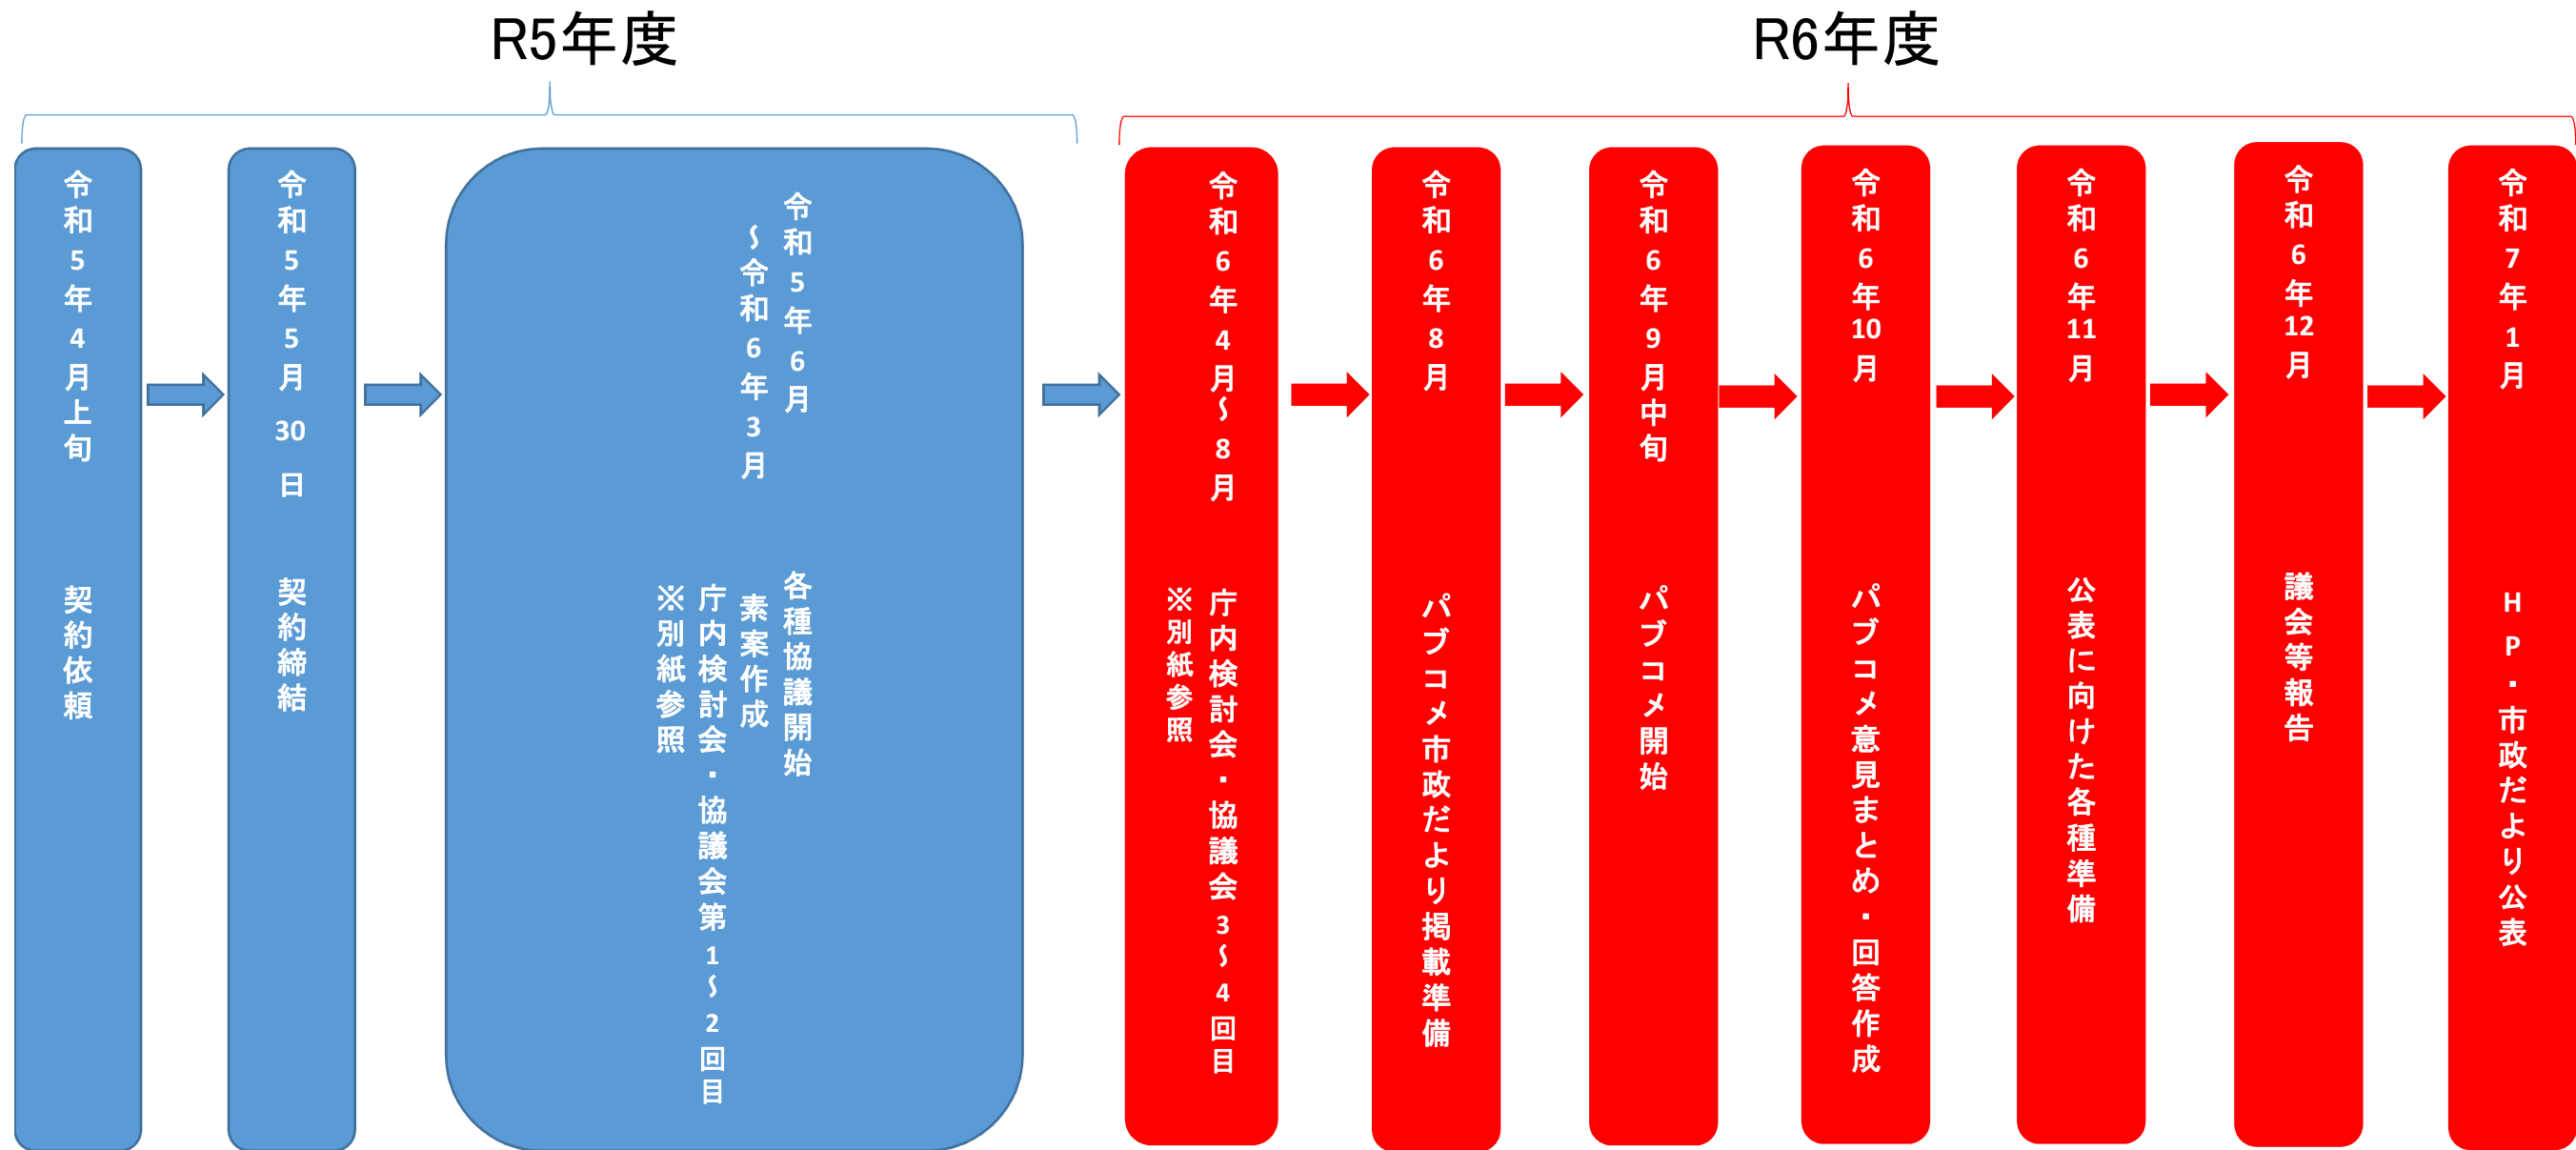 R5年度
R6年度
令和5年4月上旬　契約依頼
令和5年5月30日　契約締結
令和5年6月　各種協議開始
～令和6年3月　素案作成
庁内検討会・協議会第1～2回目
※別紙参照
令和6年4月～8月　庁内検討会・協議会3～4回目
※別紙参照
令和6年8月　パブコメ市政だより掲載準備
令和6年9月中旬　パブコメ開始
令和6年10月　パブコメ意見まとめ・回答作成
令和6年11月　公表に向けた各種準備
令和6年12月　議会等報告
令和7年1月　HP・市政だより公表